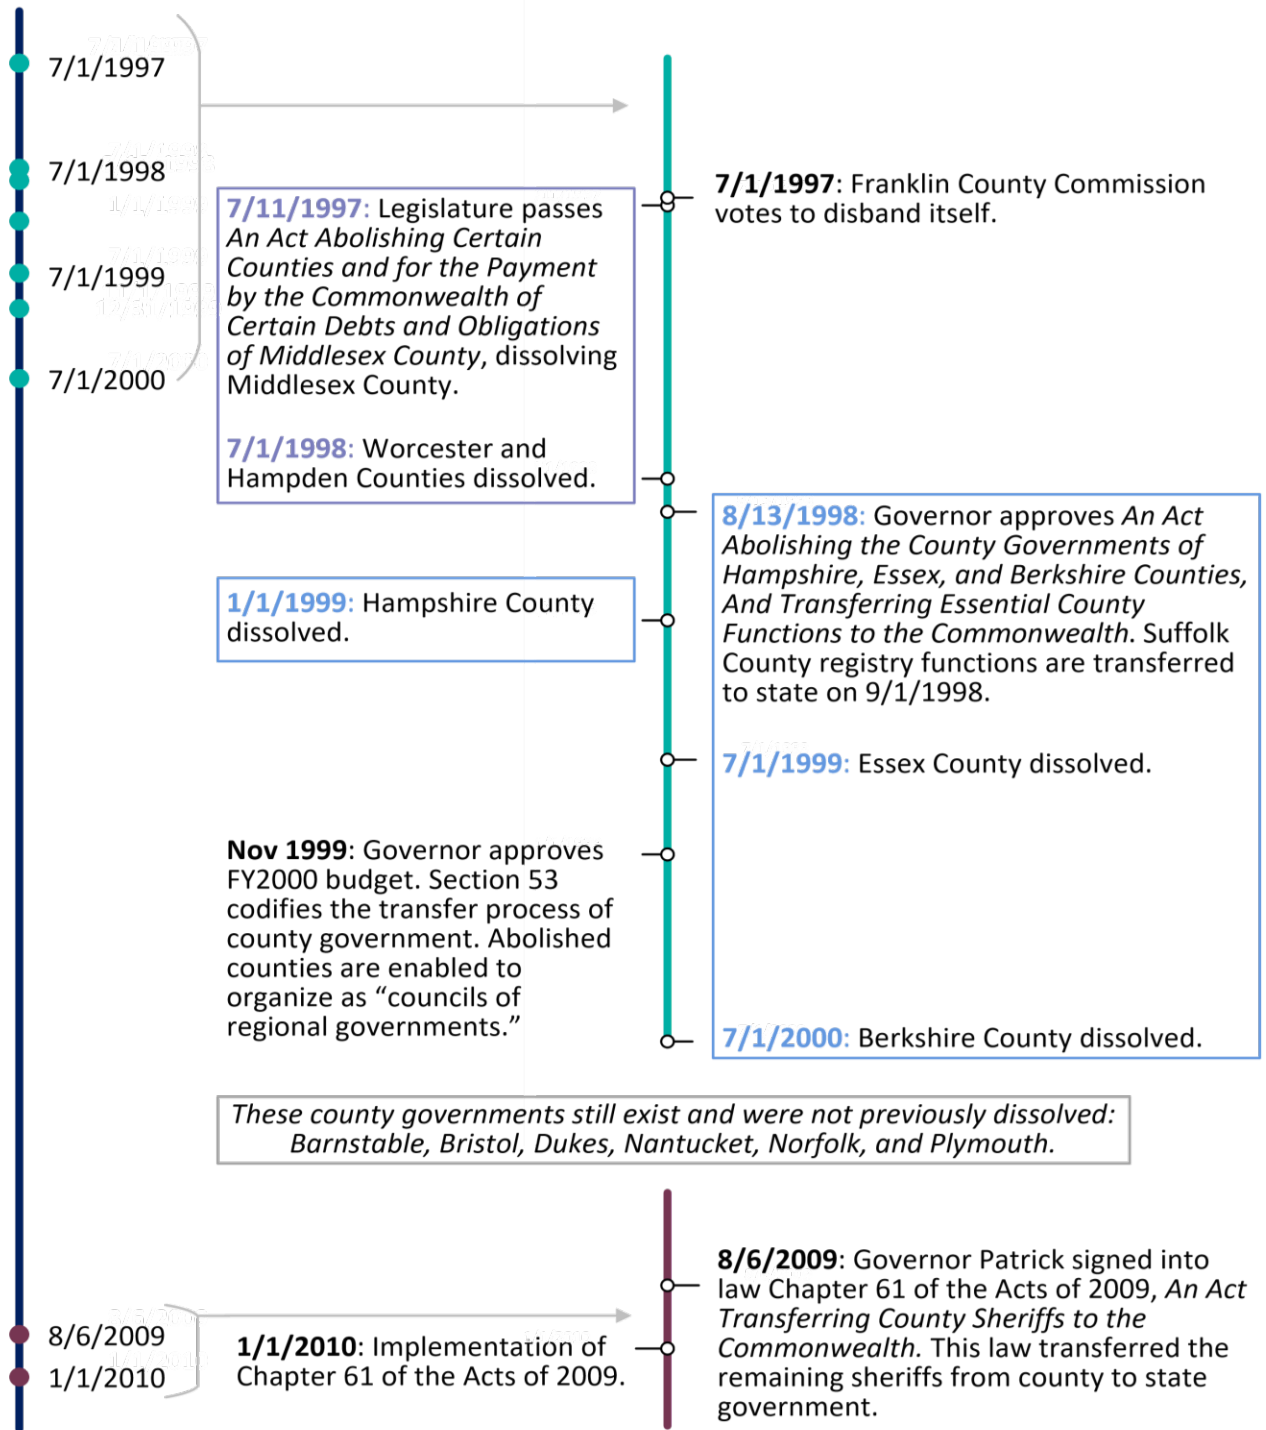 7/1/1997
7/1/1998
7/1/1999
7/1/2000
7/1/1997: Franklin County Commission
votes to disband itself.
7/11/1997: Legislature passes
An Act Abolishing Certain
Counties and for the Payment
by the Commonwealth of
Certain Debts and Obligations
of Middlesex County, dissolving
Middlesex County.
7/1/1998: Worcester and
Hampden Counties dissolved.
8/13/1998: Governor approves An Act
Abolishing the County Governments of
Hampshire, Essex, and Berkshire Counties,
And Transferring Essential County
Functions to the Commonwealth. Suffolk
County registry functions are transferred
to state on 9/1/1998.
1/1/1999: Hampshire County
dissolved.
7/1/1999: Essex County dissolved.
Nov 1999: Governor approves
FY2000 budget. Section 53
codifies the transfer process of
county government. Abolished
counties are enabled to
organize as “councils of
regional governments.”
7/1/2000: Berkshire County dissolved.
These county governments still exist and were not previously dissolved:
Barnstable, Bristol, Dukes, Nantucket, Norfolk, and Plymouth.
8/6/2009
1/1/2010
8/6/2009: Governor Patrick signed into
law Chapter 61 of the Acts of 2009, An Act
Transferring County Sheriffs to the
Commonwealth. This law transferred the
remaining sheriffs from county to state
government.
1/1/2010: Implementation of
Chapter 61 of the Acts of 2009.